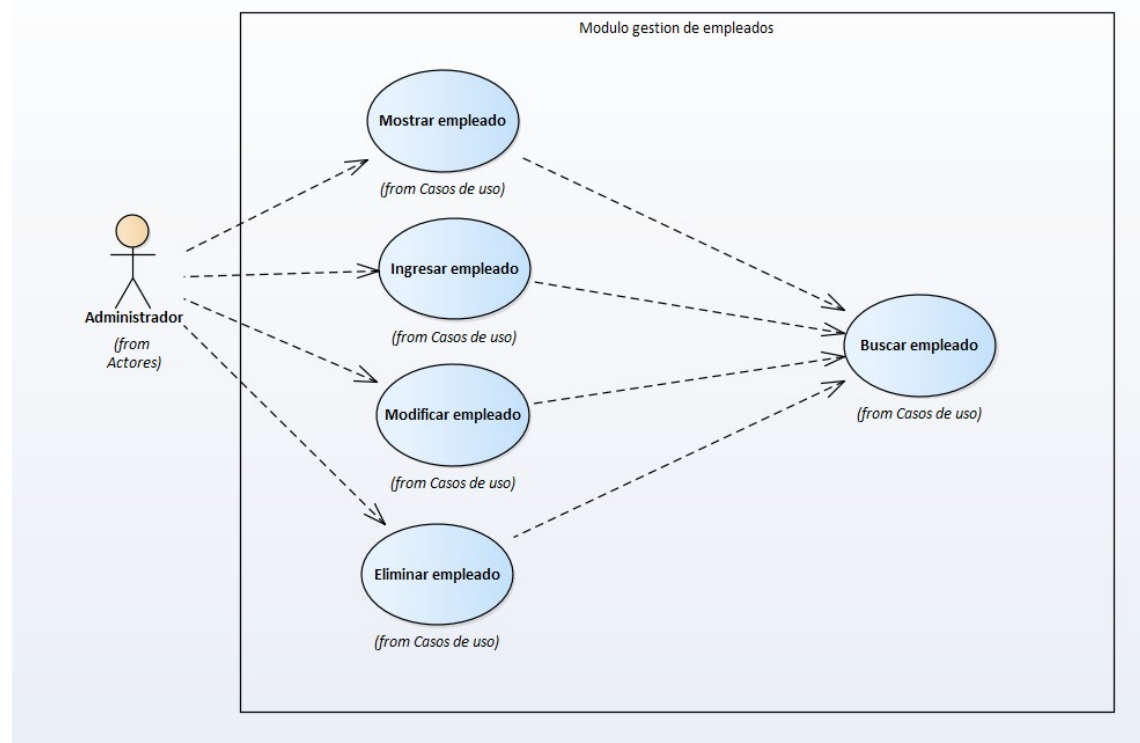 Modulo gestion de empleados
Mostrar empleado
(from Casos de uso)
Ingresar empleado
(from Casos de uso)
Administrador
(from
Actores)
Buscar empleado
(from Casos de uso)
Modificar empleado
(from Casos de uso)
Eliminar empleado
(from Casos de uso)